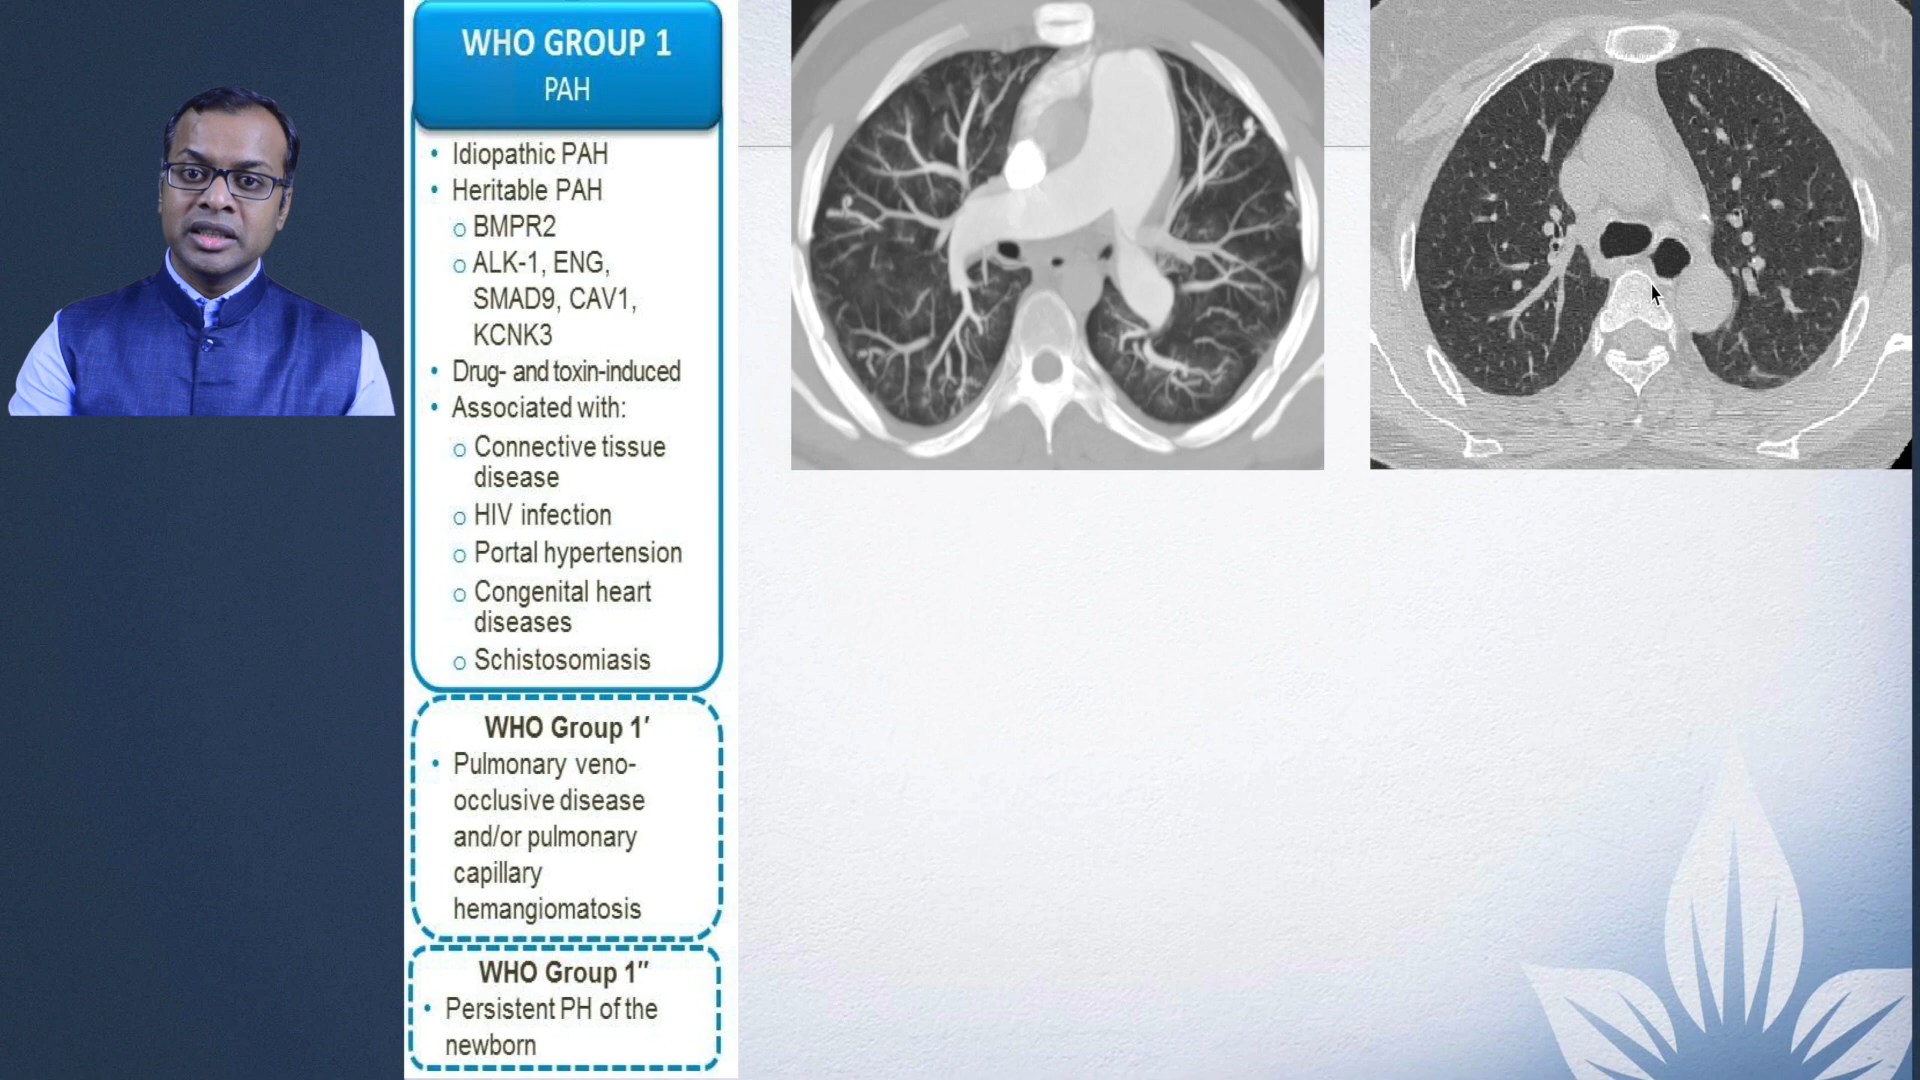 WHO GROUP 1
PAH
• Idiopathic PAH
• Heritable PAH
o BMPR2
o ALK-1, ENG,
SMAD9, CAV1,
KCNK3
• Drug- and toxin-induced
• Associated with:
o Connective tissue
disease
o HIV infection
o Portal hypertension
o Congenital heart
diseases
o Schistosomiasis
WHO Group 1′
• Pulmonary veno-
occlusive disease
and/or pulmonary
capillary
hemangiomatosis
WHO Group 1′′
• Persistent PH of the
newborn